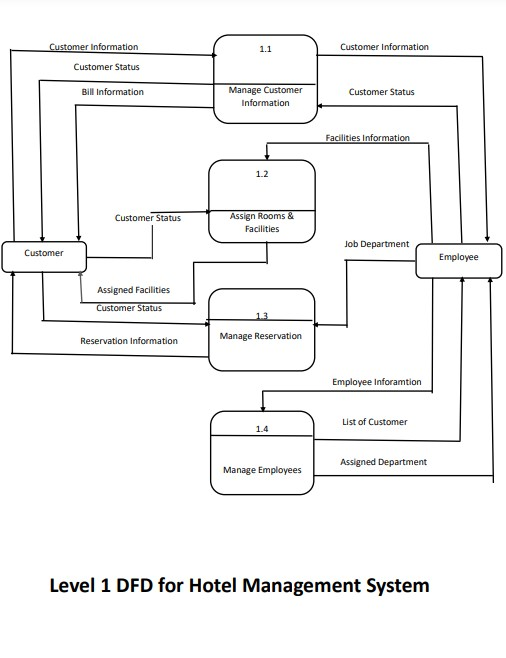 Customer Information
1.1
Customer Information
Customer Status
Bill Information
Manage Customer
Information
Customer Status
Facilities Information
1.2
Customer Status
Assign Rooms &
Facilities
Job Department
Customer
Employee
Assigned Facilities
Customer Status
1.3
Reservation Information
Manage Reservation
Employee Inforamtion
1.4
List of Customer
Manage Employees
Assigned Department
Level 1 DFD for Hotel Management System